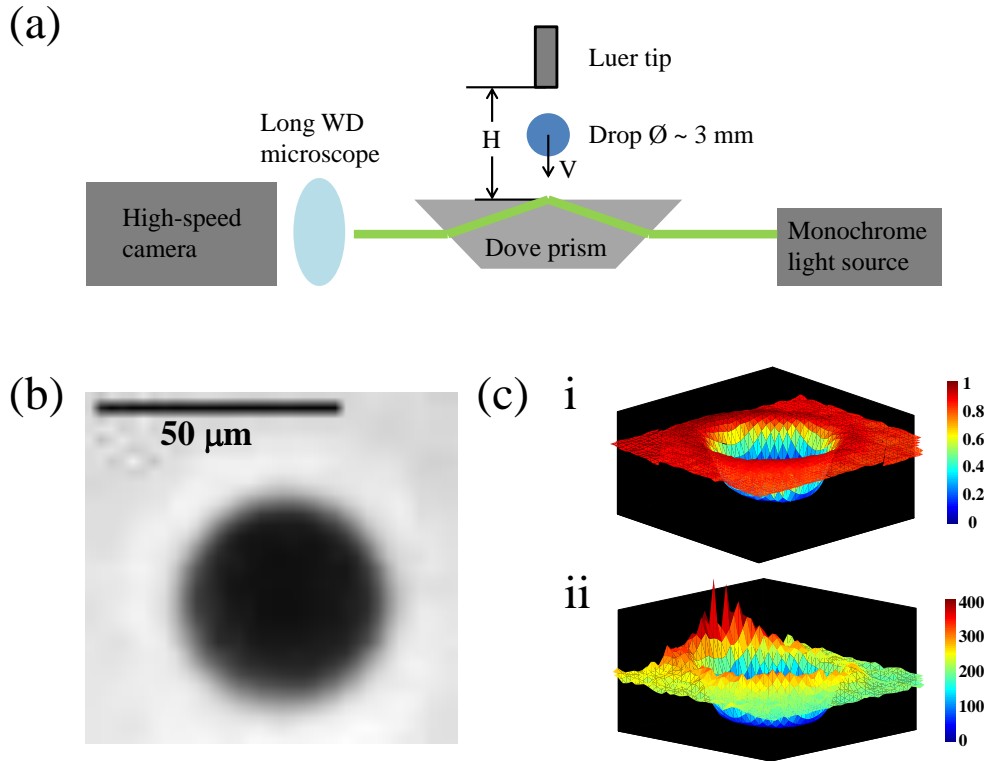 (a)
Luer tip
Long WD
microscope
H
Drop Ø ~ 3 mm
V
High-speed
camera
Dove prism
Monochrome
light source
(b)
50 μm
(c)
i
1
0.8
0.6
0.4
0.2
0
ii
400
300
200
100
0